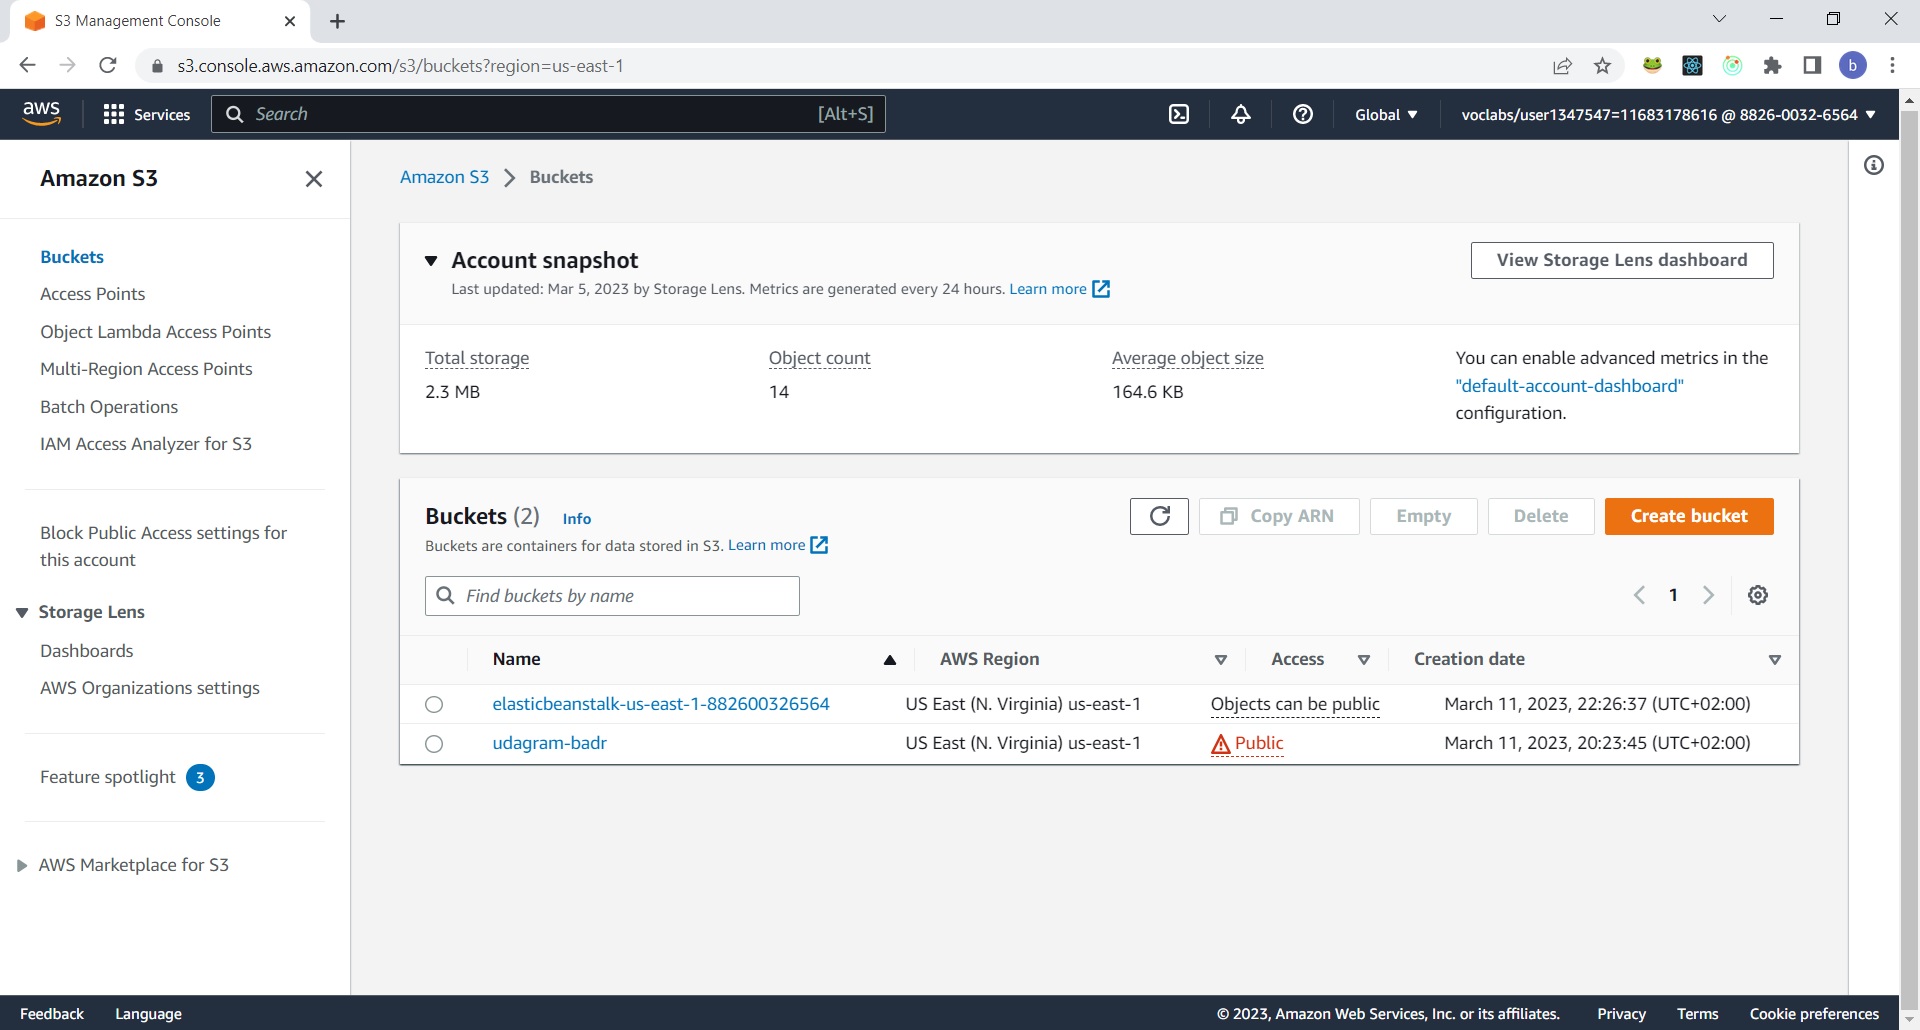 S3 Management Console
s3.console.aws.amazon.com/s3/buckets?region=us-east-1
b
aws
Services
Search
[Alt+S]
Global
voclabs/user1347547=11683178616 @ 8826-0032-6564
Amazon S3
Buckets
Access Points
Object Lambda Access Points
Multi-Region Access Points
Batch Operations
IAM Access Analyzer for S3
Block Public Access settings for
this account
Storage Lens
Dashboards
AWS Organizations settings
Feature spotlight 3
AWS Marketplace for S3
Amazon S3 > Buckets
Account snapshot
Last updated: Mar 5, 2023 by Storage Lens. Metrics are generated every 24 hours. Learn more
View Storage Lens dashboard
Total storage
2.3 MB
Object count
14
Average object size
164.6 KB
You can enable advanced metrics in the
"default-account-dashboard"
configuration.
Buckets (2) Info
Buckets are containers for data stored in S3. Learn more
Copy ARN
Empty
Delete
Create bucket
Find buckets by name
1
Name AWS Region Access Creation date
elasticbeanstalk-us-east-1-882600326564 US East (N. Virginia) us-east-1 Objects can be public March 11, 2023, 22:26:37 (UTC+02:00)
udagram-badr US East (N. Virginia) us-east-1 Public March 11, 2023, 20:23:45 (UTC+02:00)
Feedback Language © 2023, Amazon Web Services, Inc. or its affiliates. Privacy Terms Cookie preferences